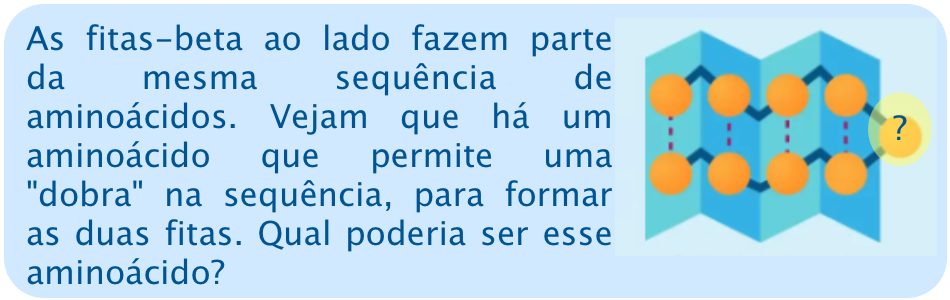 As fitas-beta ao lado fazem parte
da mesma sequência de
aminoácidos. Vejam que há um
aminoácido que permite uma
"dobra" na sequência, para formar
as duas fitas. Qual poderia ser esse
aminoácido?
?